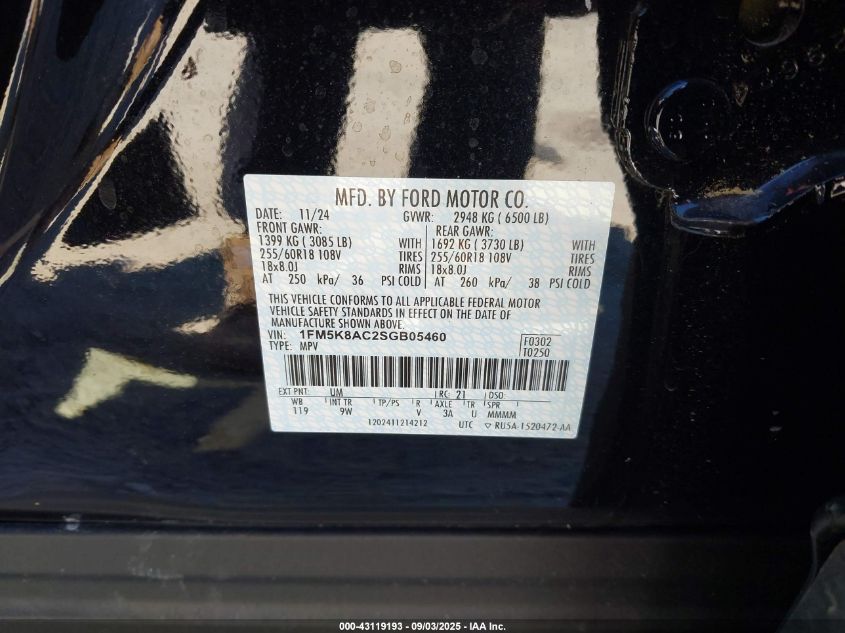 MFD. BY FORD MOTOR CO.
DATE: 11/24 GVWR: 2948 KG ( 6500 LB)
FRONT GAWR: REAR GAWR:
1399 KG ( 3085 LB) WITH 1692 KG ( 3730 LB) WITH
255/60R18 108V TIRES 255/60R18 108V TIRES
18x8.0J RIMS 18x8.0J RIMS
AT 250 kPa/ 36 PSI COLD AT 260 kPa/ 38 PSI COLD
THIS VEHICLE CONFORMS TO ALL APPLICABLE FEDERAL MOTOR
VEHICLE SAFETY STANDARDS IN EFFECT ON THE DATE OF
MANUFACTURE SHOWN ABOVE.
VIN: 1FM5K8AC2SGB05460 F0302
TYPE: MPV T0250
EXT PNT: UM RC: 21 DSO:
WB INT TR TP/PS R AXLE TR SPR
119 9W V 3A U MMMM
1202411214212 UTC ▽ RU5A-1520472-AA
000-43119193 - 09/03/2025 - IAA Inc.